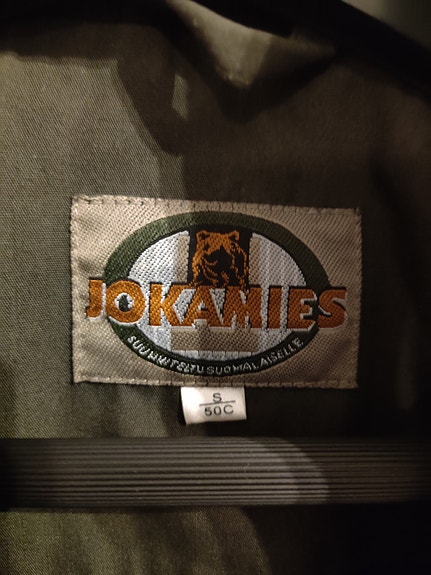 JOKAMIES
SUUNNITELTU SUOMALAISELLE
S
50C